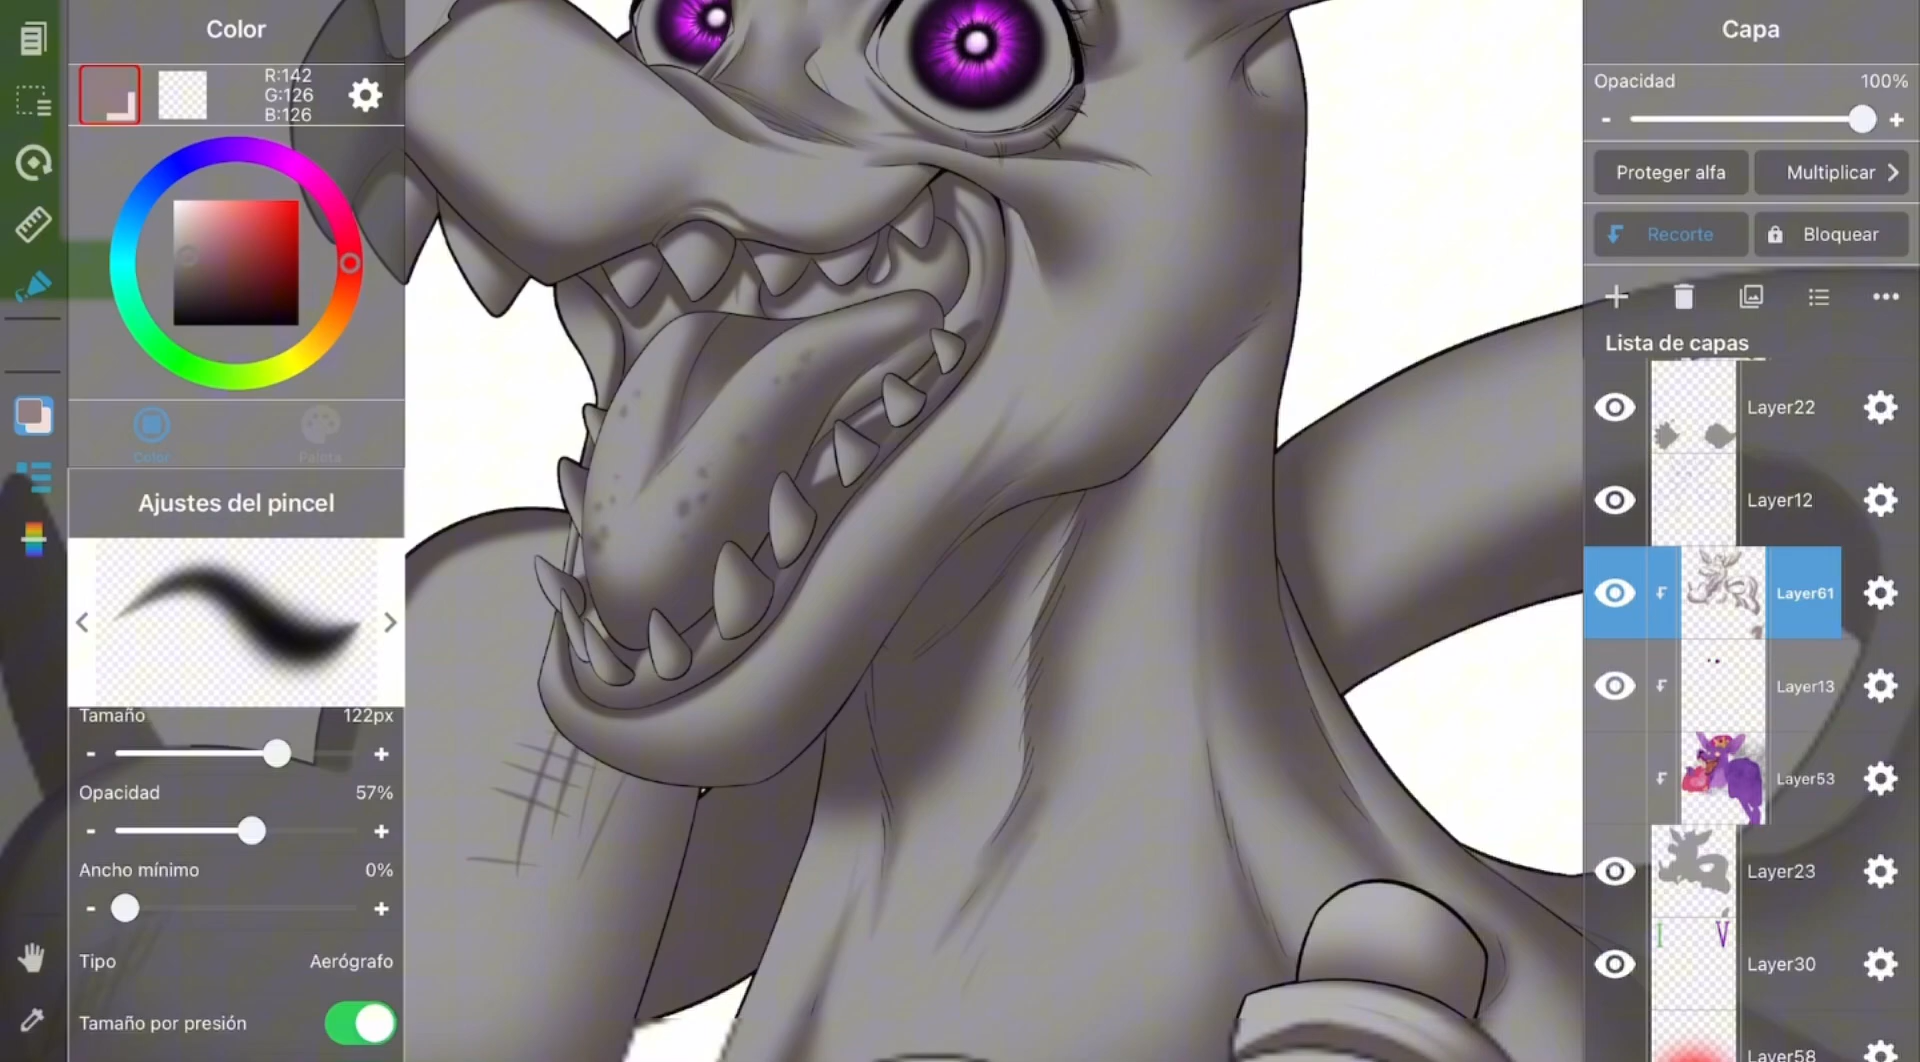 Color
R:142
G:126
B:126
Color
Paleta
Ajustes del pincel
Tamaño
122px
-
+
Opacidad
57%
-
+
Ancho mínimo
0%
-
+
Tipo
Aerógrafo
Tamaño por presión
Capa
Opacidad
100%
-
+
Proteger alfa
Multiplicar
Recorte
Bloquear
Lista de capas
Layer22
Layer12
Layer61
Layer13
Layer53
Layer23
I
V
Layer30
Layer58